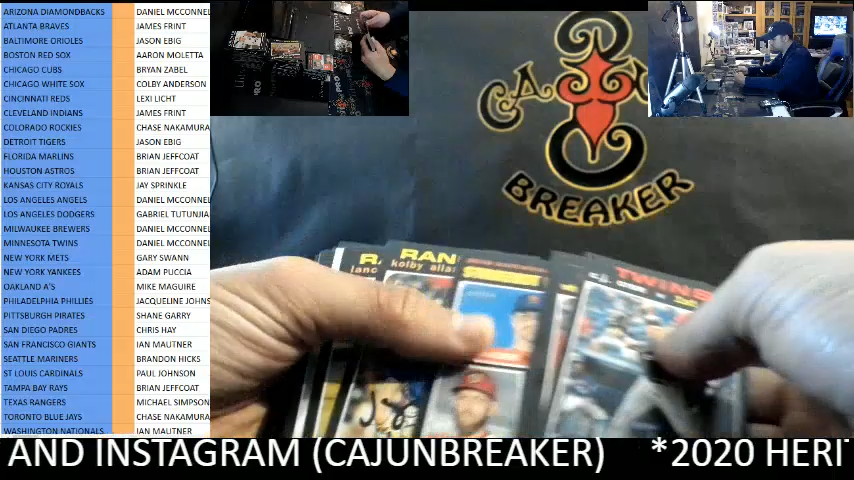 ARIZONA DIAMONDBACKS DANIEL MCCONNEL
ATLANTA BRAVES JAMES FRINT
BALTIMORE ORIOLES JASON EBIG
BOSTON RED SOX AARON MOLETTA
CHICAGO CUBS BRYAN ZABEL
CHICAGO WHITE SOX COLBY ANDERSON
CINCINNATI REDS LEXI LICHT
CLEVELAND INDIANS JAMES FRINT
COLORADO ROCKIES CHASE NAKAMURA
DETROIT TIGERS JASON EBIG
FLORIDA MARLINS BRIAN JEFFCOAT
HOUSTON ASTROS BRIAN JEFFCOAT
KANSAS CITY ROYALS JAY SPRINKLE
LOS ANGELES ANGELS DANIEL MCCONNEL
LOS ANGELES DODGERS GABRIEL TUTUNJIA
MILWAUKEE BREWERS DANIEL MCCONNEL
MINNESOTA TWINS DANIEL MCCONNEL
NEW YORK METS GARY SWANN
NEW YORK YANKEES ADAM PUCCIA
OAKLAND A'S MIKE MAGUIRE
PHILADELPHIA PHILLIES JACQUELINE JOHNS
PITTSBURGH PIRATES SHANE GARRY
SAN DIEGO PADRES CHRIS HAY
SAN FRANCISCO GIANTS IAN MAUTNER
SEATTLE MARINERS BRANDON HICKS
ST LOUIS CARDINALS PAUL JOHNSON
TAMPA BAY RAYS BRIAN JEFFCOAT
TEXAS RANGERS MICHAEL SIMPSON
TORONTO BLUE JAYS CHASE NAKAMURA
WASHINGTON NATIONALS IAN MAUTNER
CAJUN
BREAKER
RAN
kolby alla
lanc
TWINS
c.j. cron
AND INSTAGRAM (CAJUNBREAKER) *2020 HERIT